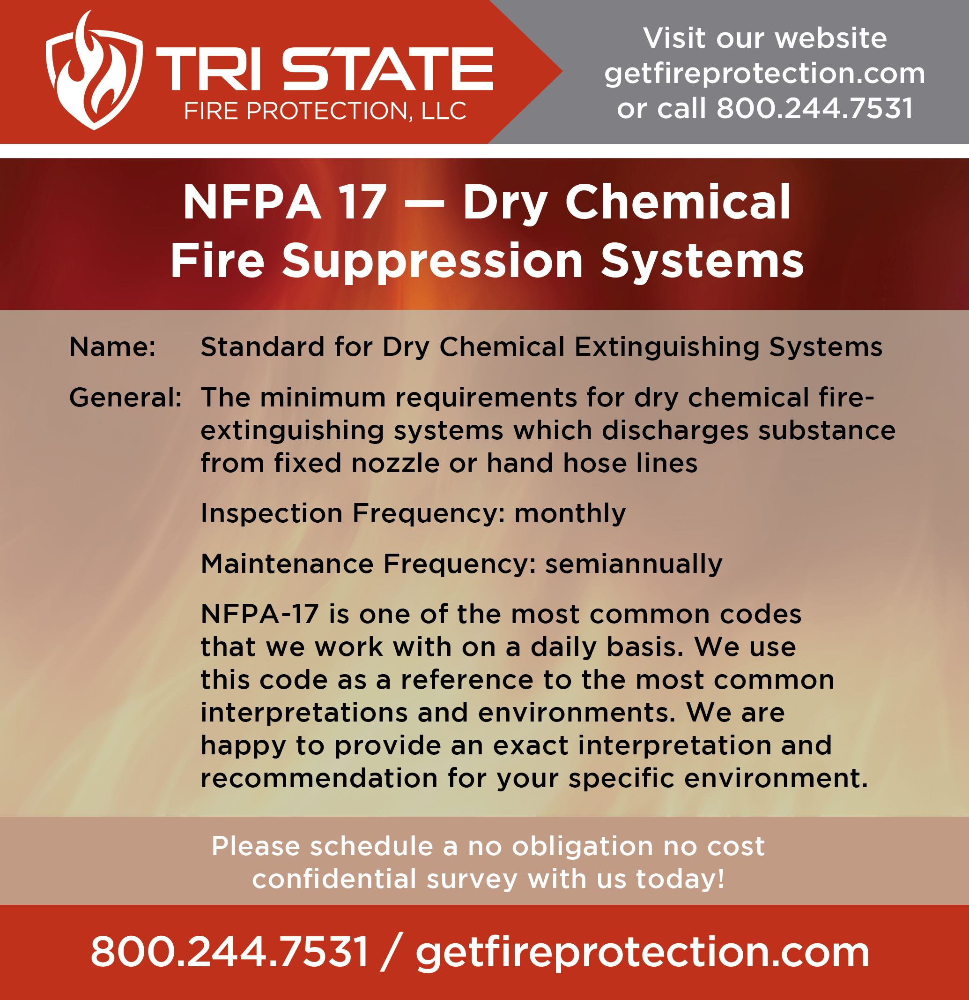 TRI STATE
FIRE PROTECTION, LLC
Visit our website
getfireprotection.com
or call 800.244.7531
NFPA 17 — Dry Chemical
Fire Suppression Systems
Name: Standard for Dry Chemical Extinguishing Systems
General: The minimum requirements for dry chemical fire-
extinguishing systems which discharges substance
from fixed nozzle or hand hose lines
Inspection Frequency: monthly
Maintenance Frequency: semiannually
NFPA-17 is one of the most common codes
that we work with on a daily basis. We use
this code as a reference to the most common
interpretations and environments. We are
happy to provide an exact interpretation and
recommendation for your specific environment.
Please schedule a no obligation no cost
confidential survey with us today!
800.244.7531 / getfireprotection.com